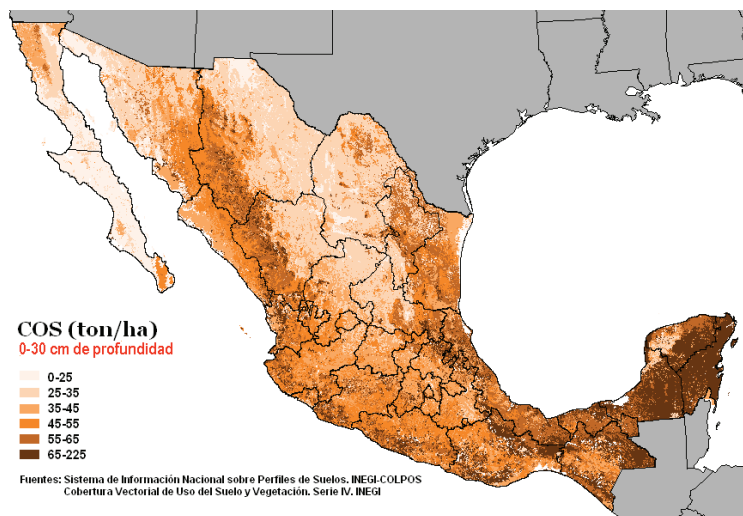 COS (ton/ha)
0-30 cm de profundidad
0-25
25-35
35-45
45-55
55-65
65-225
Fuentes: Sistema de Información Nacional sobre Perfiles de Suelos. INEGI-COLPOS
Cobertura Vectorial de Uso del Suelo y Vegetación. Serie IV. INEGI